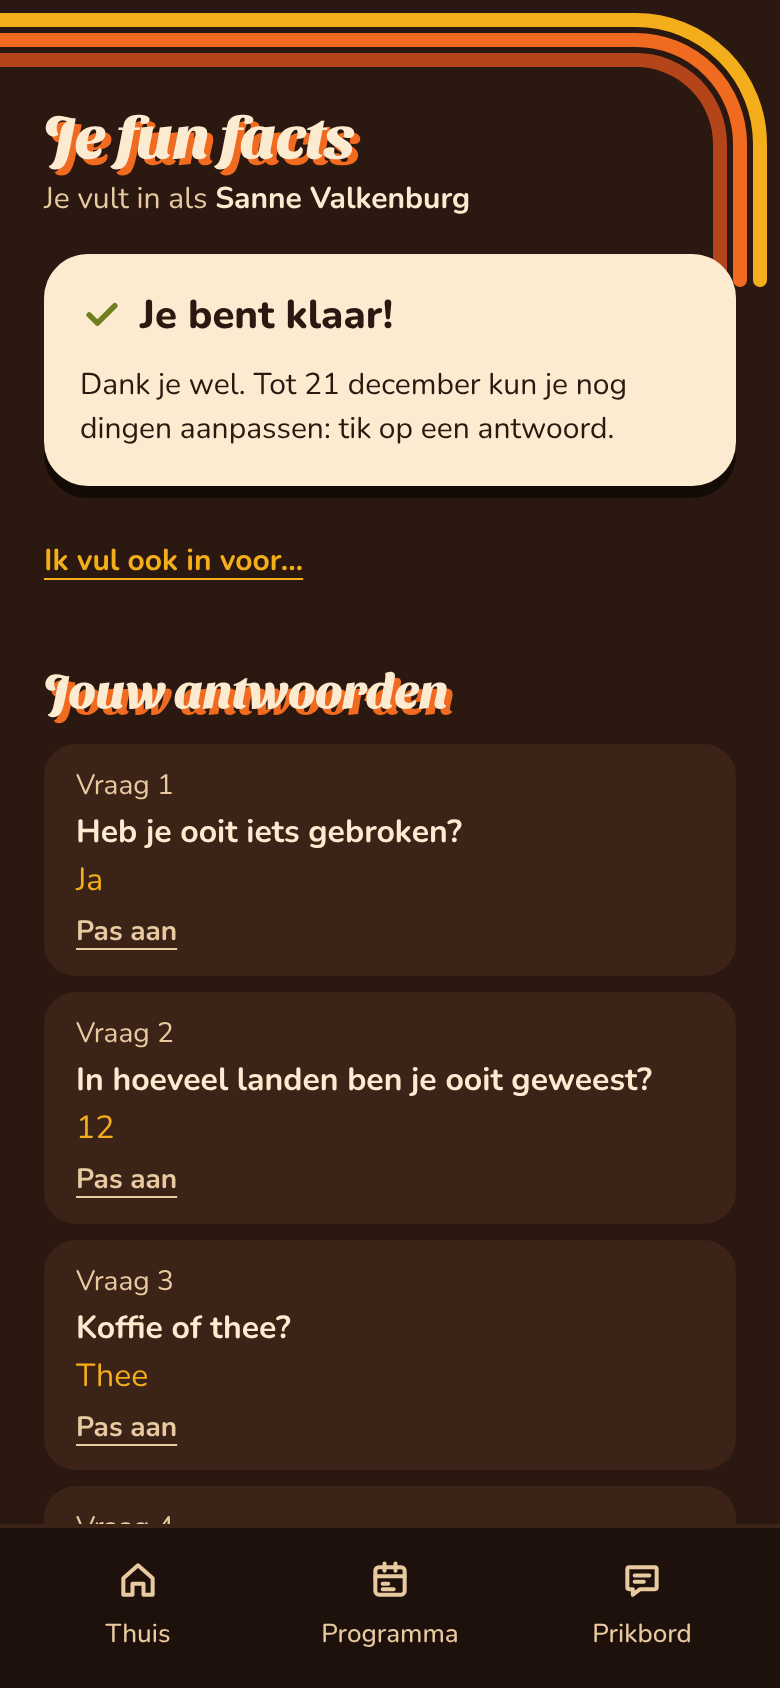 Je fun facts
Je vult in als Sanne Valkenburg
Je bent klaar!
Dank je wel. Tot 21 december kun je nog
dingen aanpassen: tik op een antwoord.
Ik vul ook in voor...
Jouw antwoorden
Vraag 1
Heb je ooit iets gebroken?
Ja
Pas aan
Vraag 2
In hoeveel landen ben je ooit geweest?
12
Pas aan
Vraag 3
Koffie of thee?
Thee
Pas aan
Vraag 4
Thuis
Programma
Prikbord